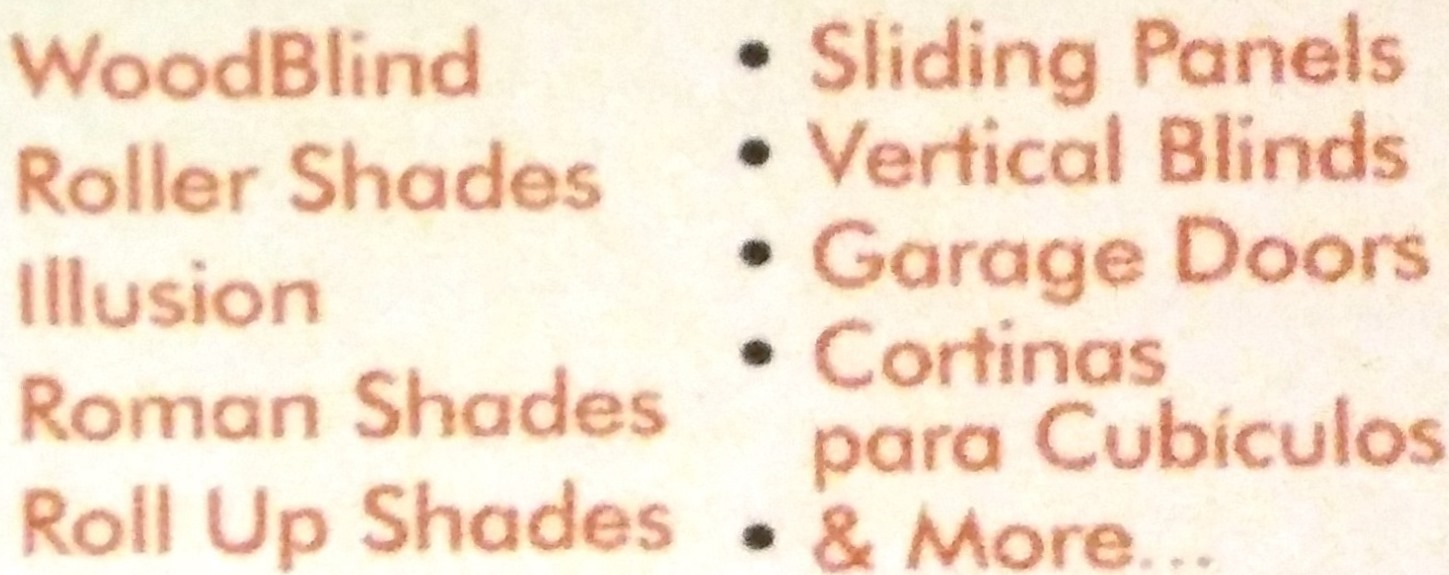 WoodBlind
Roller Shades
Illusion
Roman Shades
Roll Up Shades
• Sliding Panels
• Vertical Blinds
• Garage Doors
• Cortinas
para Cubículos
• & More...